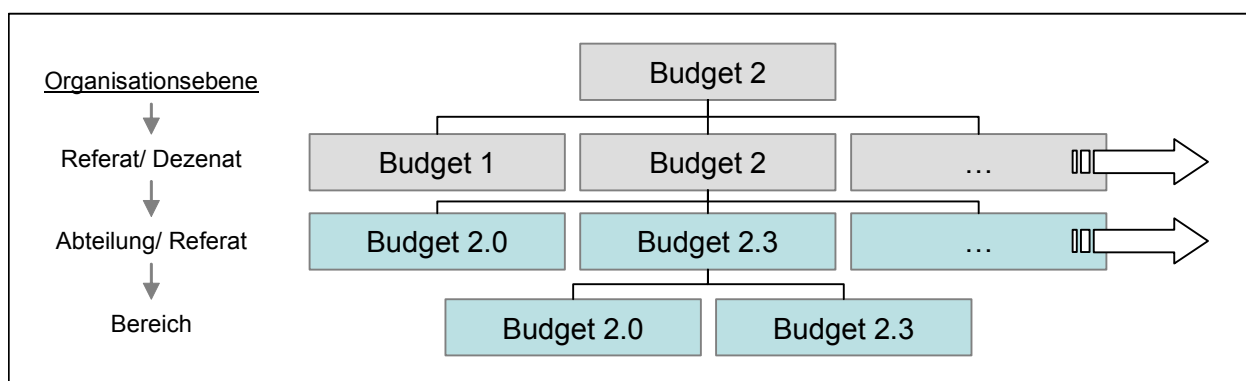 Organisationsebene
Budget 2
Referat/ Dezenat
Budget 1
Budget 2
...
Abteilung/ Referat
Budget 2.0
Budget 2.3
...
Bereich
Budget 2.0
Budget 2.3